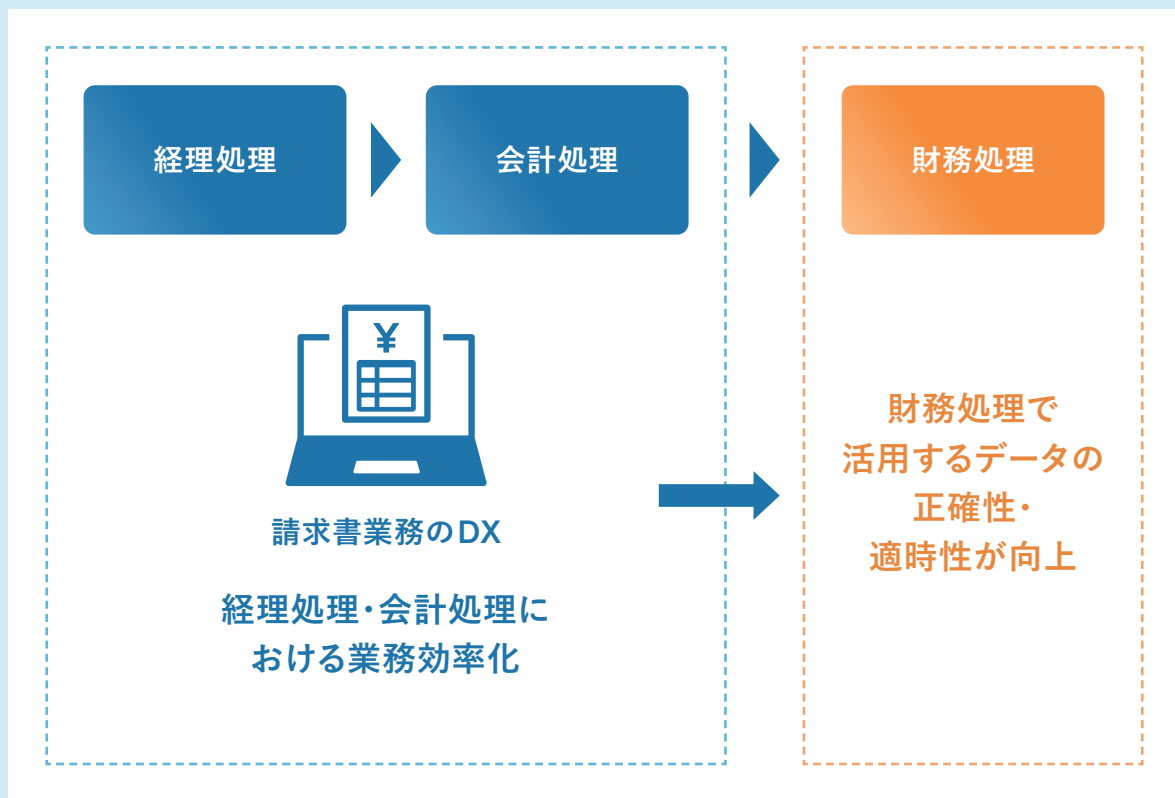 経理処理
会計処理
財務処理
¥
請求書業務のDX
経理処理・会計処理に
おける業務効率化
財務処理で
活用するデータの
正確性・
適時性が向上